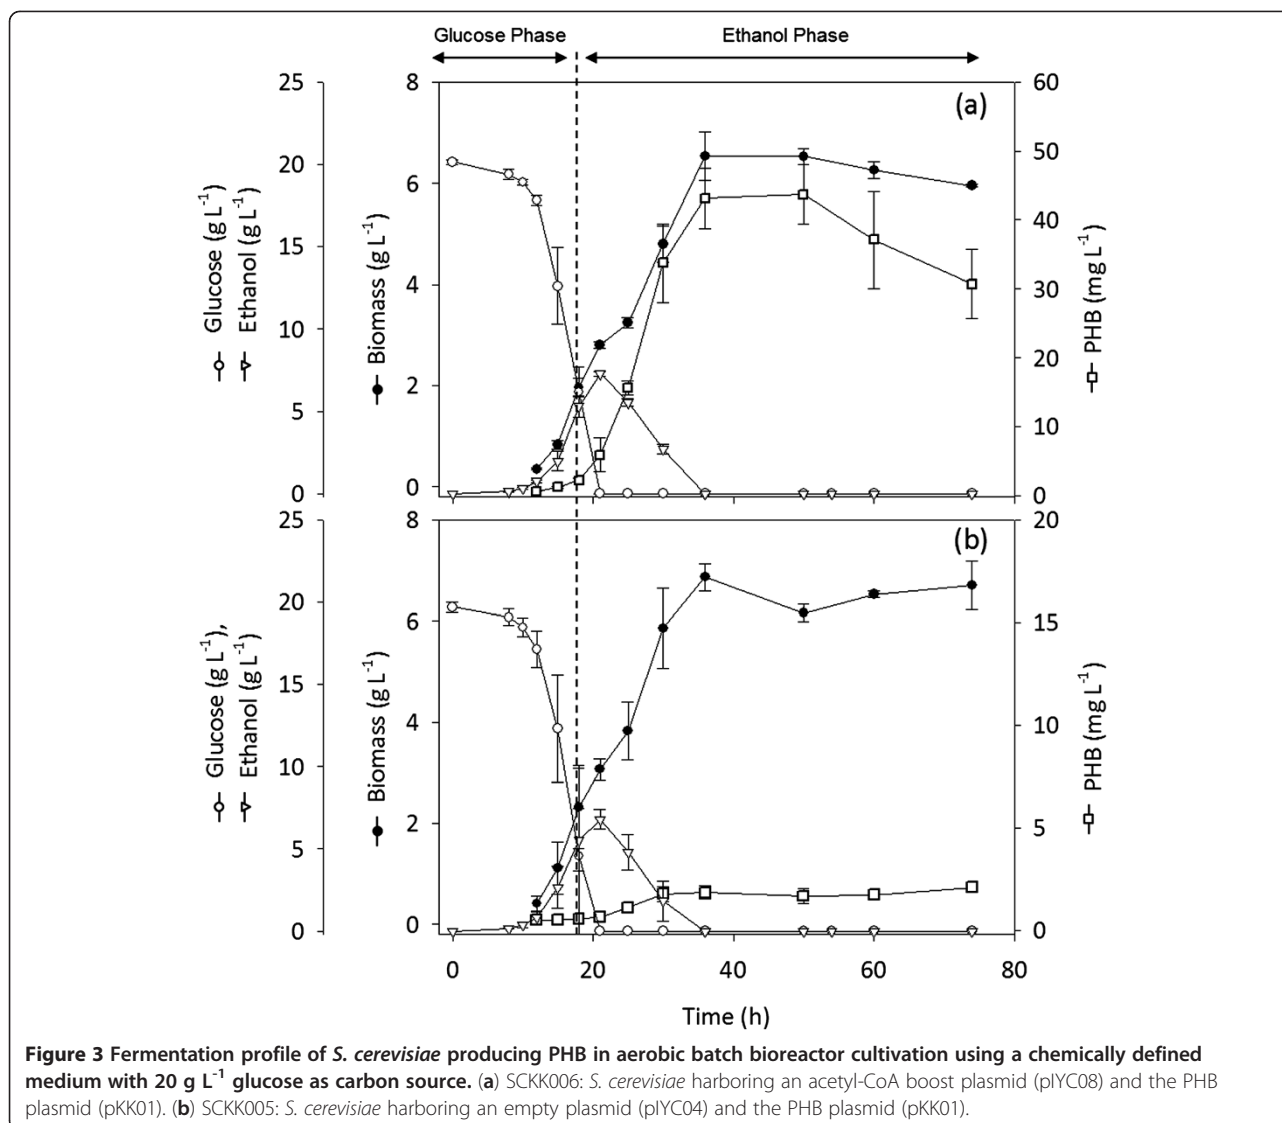 Glucose Phase
Ethanol Phase
(a)
25
20
15
10
5
0
Glucose (g L⁻¹)
Ethanol (g L⁻¹)
8
6
4
2
0
Biomass (g L⁻¹)
60
50
40
30
20
10
0
PHB (mg L⁻¹)
(b)
25
20
15
10
5
0
Glucose (g L⁻¹),
Ethanol (g L⁻¹)
8
6
4
2
0
Biomass (g L⁻¹)
20
15
10
5
0
PHB (mg L⁻¹)
0 20 40 60 80
Time (h)
Figure 3 Fermentation profile of S. cerevisiae producing PHB in aerobic batch bioreactor cultivation using a chemically defined
medium with 20 g L⁻¹ glucose as carbon source. (a) SCKK006: S. cerevisiae harboring an acetyl-CoA boost plasmid (pIYC08) and the PHB
plasmid (pKK01). (b) SCKK005: S. cerevisiae harboring an empty plasmid (pIYC04) and the PHB plasmid (pKK01).